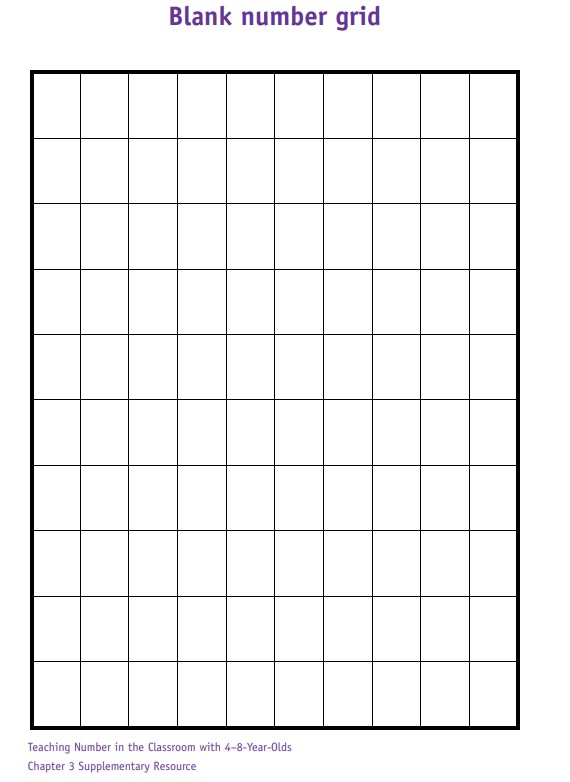 Blank number grid
Teaching Number in the Classroom with 4–8-Year-Olds
Chapter 3 Supplementary Resource